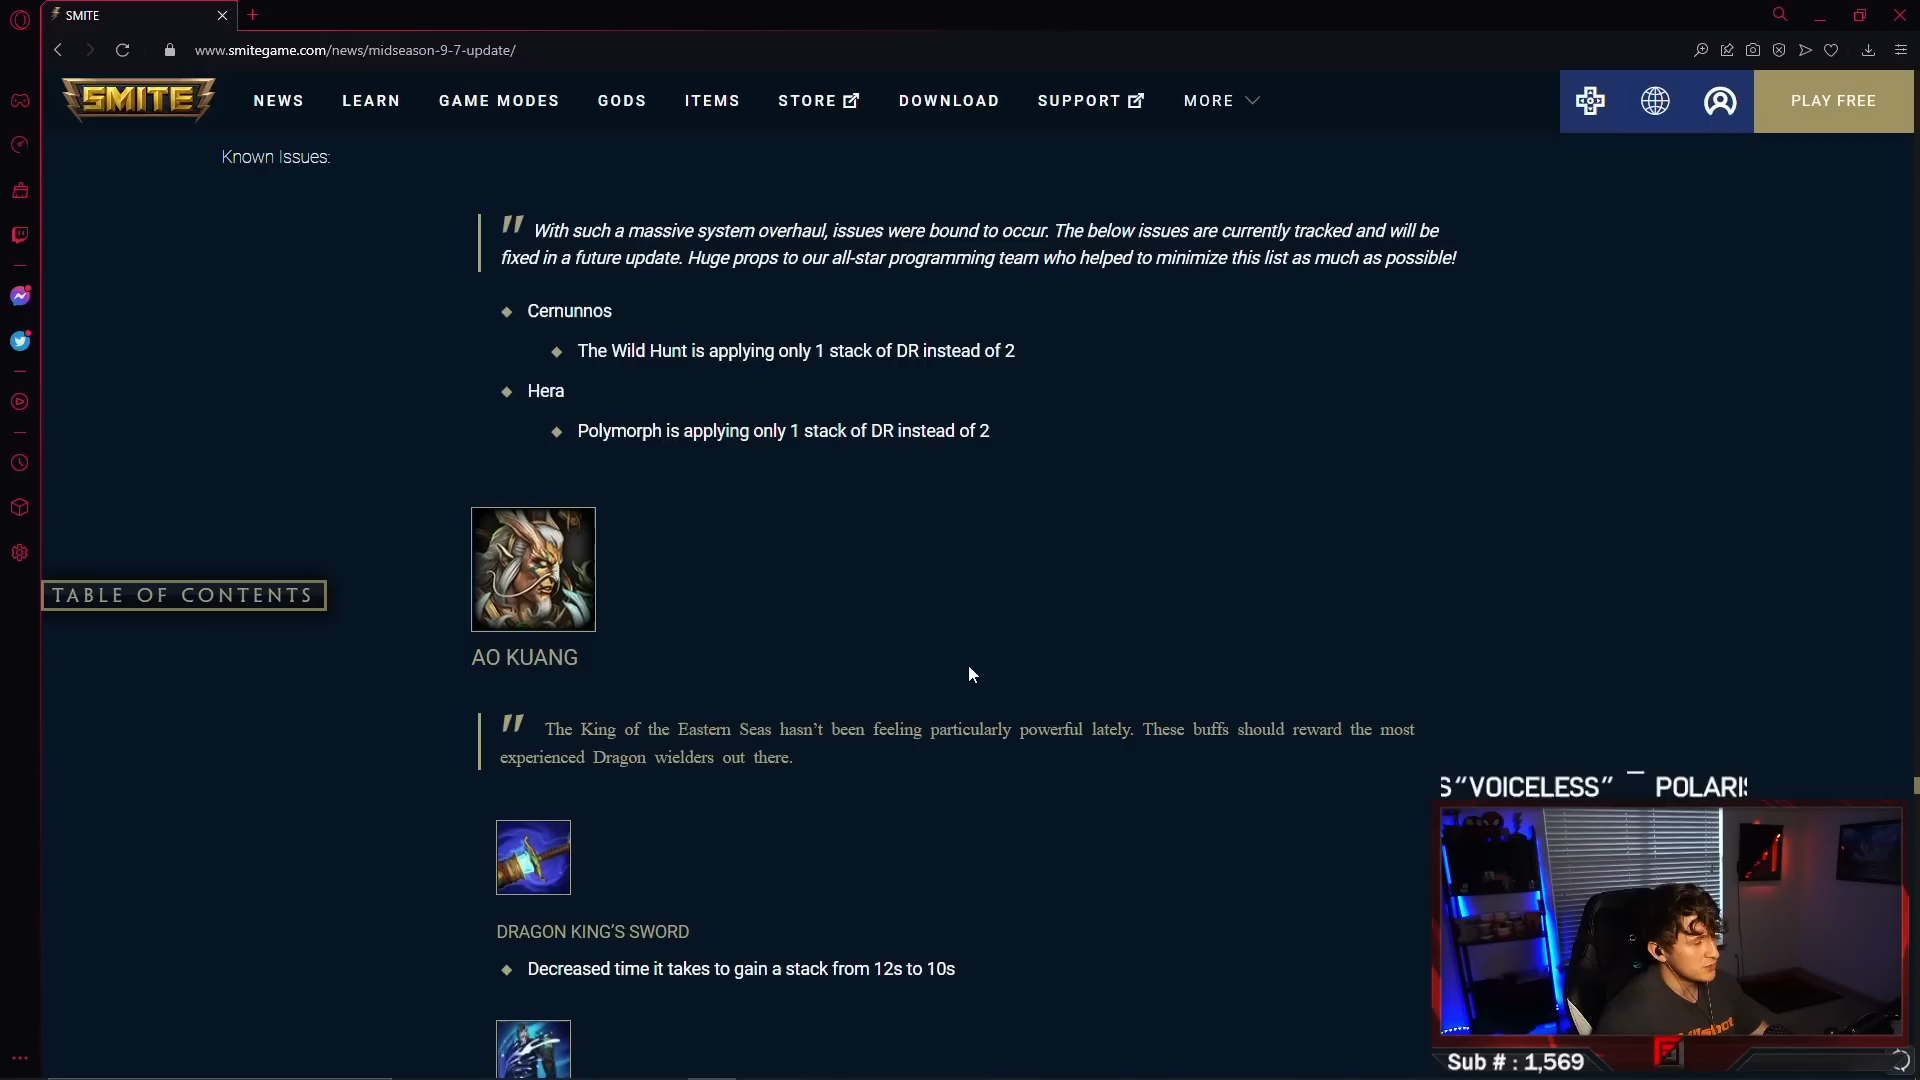 SMITE
www.smitegame.com/news/midseason-9-7-update/
SMITE
NEWS
LEARN
GAME MODES
GODS
ITEMS
STORE
DOWNLOAD
SUPPORT
MORE
PLAY FREE
Known Issues:
" With such a massive system overhaul, issues were bound to occur. The below issues are currently tracked and will be
fixed in a future update. Huge props to our all-star programming team who helped to minimize this list as much as possible!
Cernunnos
The Wild Hunt is applying only 1 stack of DR instead of 2
Hera
Polymorph is applying only 1 stack of DR instead of 2
TABLE OF CONTENTS
AO KUANG
" The King of the Eastern Seas hasn’t been feeling particularly powerful lately. These buffs should reward the most
experienced Dragon wielders out there.
DRAGON KING’S SWORD
Decreased time it takes to gain a stack from 12s to 10s
S“VOICELESS” — POLARIS
Sub # : 1,569